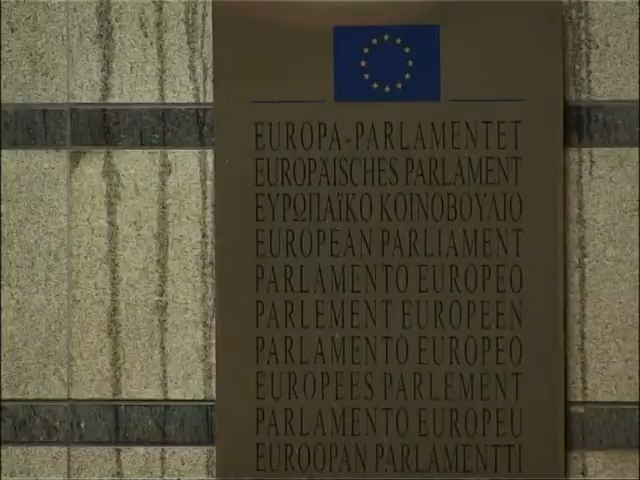 EUROPA-PARLAMENTET
EUROPÄISCHES PARLAMENT
ΕΥΡΩΠΑΪΚΟ ΚΟΙΝΟΒΟΥΛΙΟ
EUROPEAN PARLIAMENT
PARLAMENTO EUROPEO
PARLEMENT EUROPEEN
PARLAMENTO EUROPEO
EUROPEES PARLEMENT
PARLAMENTO EUROPEU
EUROOPAN PARLAMENTTI